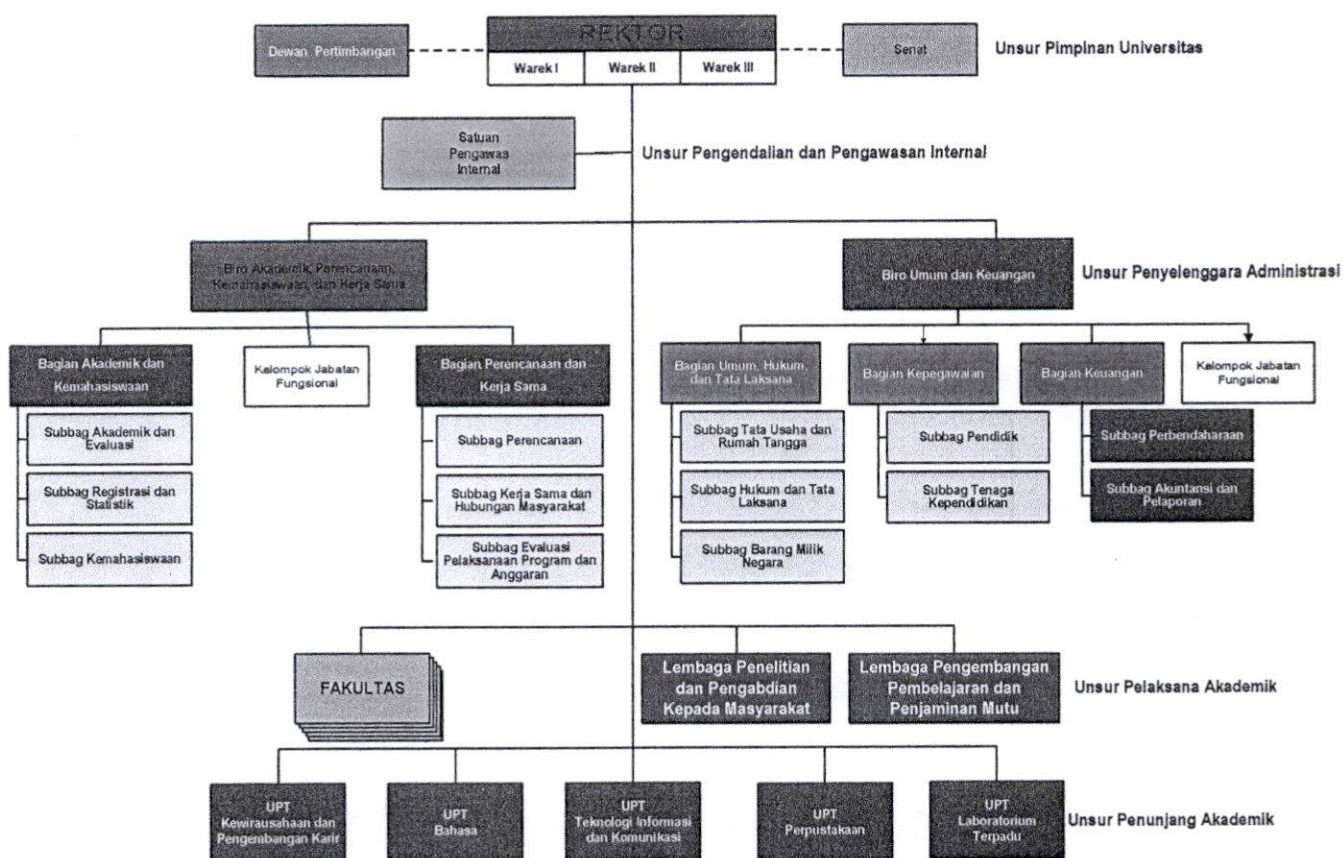 REKTOR
Dewan Pertimbangan
Senat
Unsur Pimpinan Universitas
Warek I
Warek II
Warek III
Satuan
Pengawas
Internal
Unsur Pengendalian dan Pengawasan Internal
Biro Akademik, Perencanaan,
Kemahasiswaan, dan Kerja Sama
Biro Umum dan Keuangan
Unsur Penyelenggara Administrasi
Bagian Akademik dan
Kemahasiswaan
Kelompok Jabatan
Fungsional
Bagian Perencanaan dan
Kerja Sama
Bagian Umum, Hukum,
dan Tata Laksana
Bagian Kepegawaian
Bagian Keuangan
Kelompok Jabatan
Fungsional
Subbag Akademik dan
Evaluasi
Subbag Perencanaan
Subbag Tata Usaha dan
Rumah Tangga
Subbag Pendidik
Subbag Perbendaharaan
Subbag Registrasi dan
Statistik
Subbag Kerja Sama dan
Hubungan Masyarakat
Subbag Hukum dan Tata
Laksana
Subbag Tenaga
Kependidikan
Subbag Akuntansi dan
Pelaporan
Subbag Kemahasiswaan
Subbag Evaluasi
Pelaksanaan Program dan
Anggaran
Subbag Barang Milik
Negara
FAKULTAS
Lembaga Penelitian
dan Pengabdian
Kepada Masyarakat
Lembaga Pengembangan
Pembelajaran dan
Penjaminan Mutu
Unsur Pelaksana Akademik
UPT
Kewirausahaan dan
Pengembangan Karir
UPT
Bahasa
UPT
Teknologi Informasi
dan Komunikasi
UPT
Perpustakaan
UPT
Laboratorium
Terpadu
Unsur Penunjang Akademik